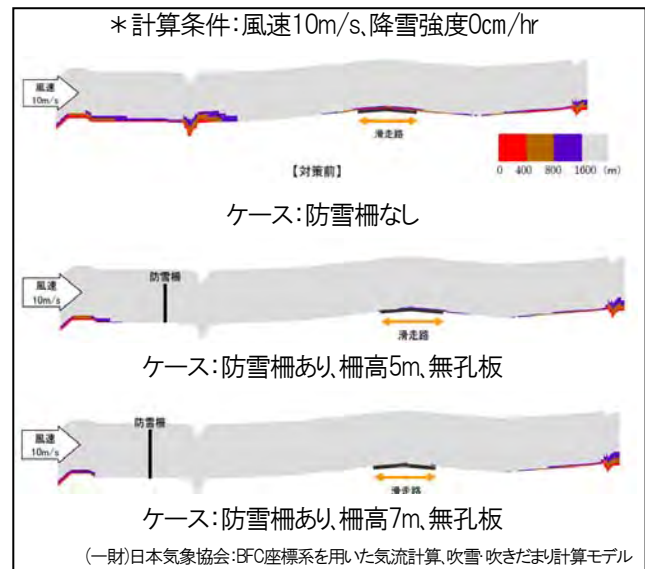 ＊計算条件:風速10m/s、降雪強度0cm/hr
風速
10m/s
滑走路
【対策前】
0 400 800 1600 (m)
ケース:防雪柵なし
防雪柵
風速
10m/s
滑走路
ケース:防雪柵あり、柵高5m、無孔板
防雪柵
風速
10m/s
滑走路
ケース:防雪柵あり、柵高7m、無孔板
(一財)日本気象協会:BFC座標系を用いた気流計算、吹雪・吹きだまり計算モデル